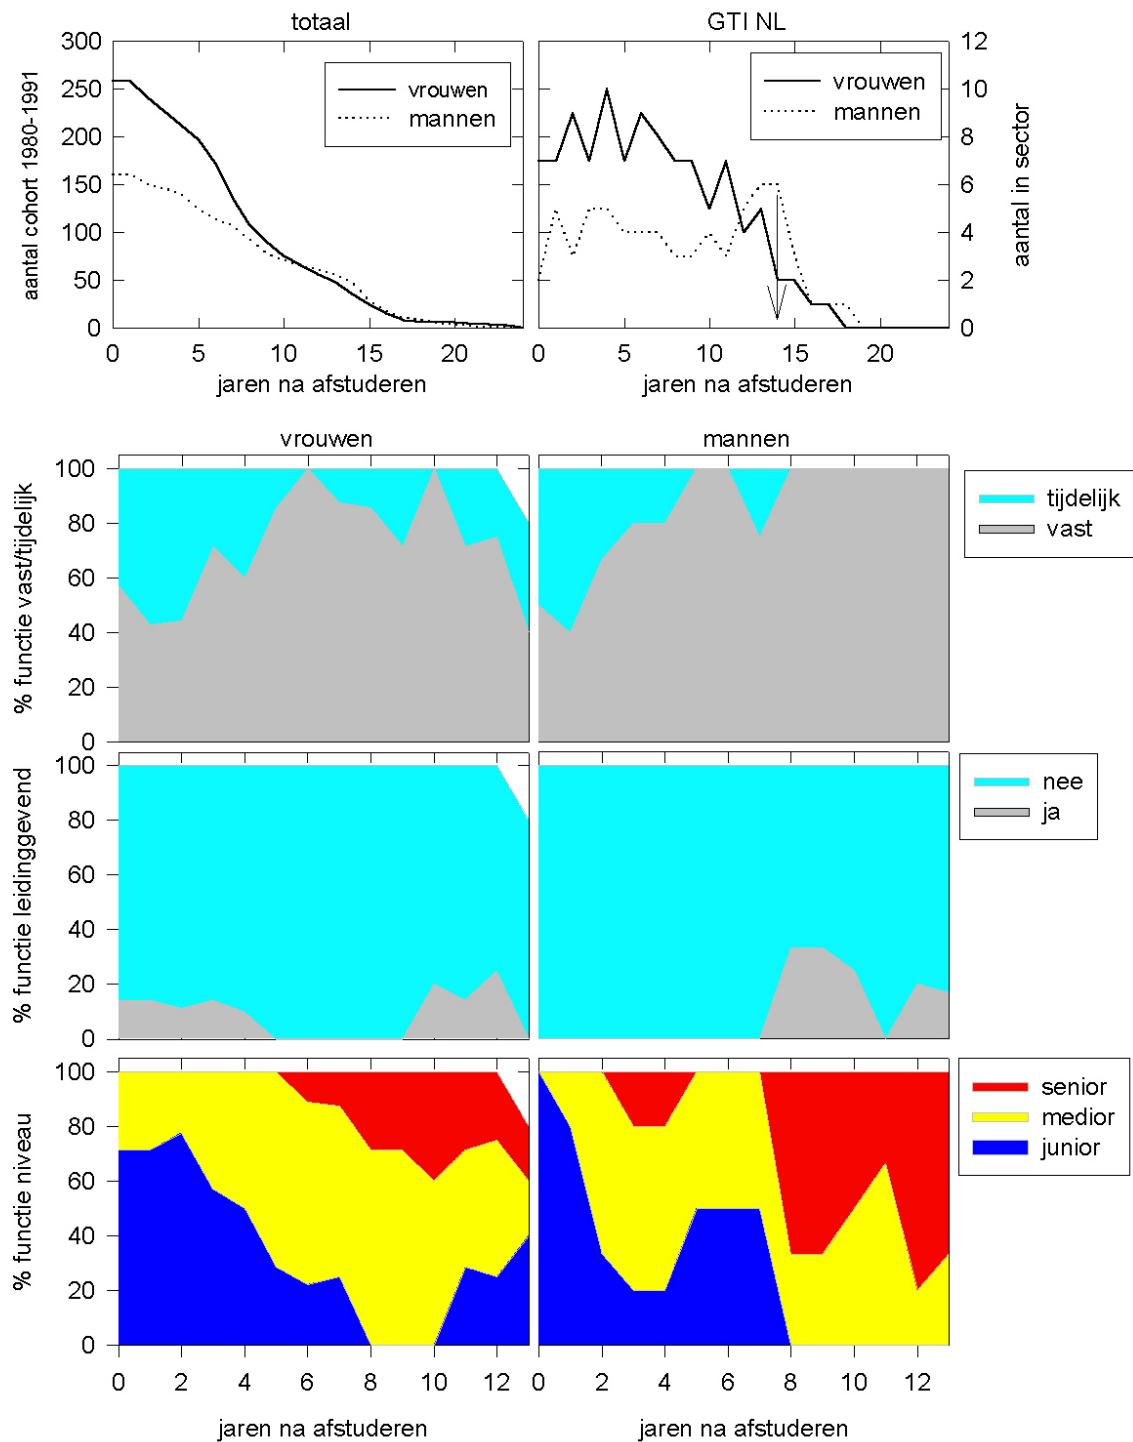 totaal
GTI NL
300
250
200
150
100
50
0
aantal cohort 1980-1991
vrouwen
mannen
vrouwen
mannen
12
10
8
6
4
2
0
aantal in sector
0 5 10 15 20
0 5 10 15 20
jaren na afstuderen
jaren na afstuderen
vrouwen
mannen
100
80
60
40
20
0
% functie vast/tijdelijk
tijdelijk
vast
100
80
60
40
20
0
% functie leidinggevend
nee
ja
100
80
60
40
20
0
% functie niveau
senior
medior
junior
0 2 4 6 8 10 12
0 2 4 6 8 10 12
jaren na afstuderen
jaren na afstuderen